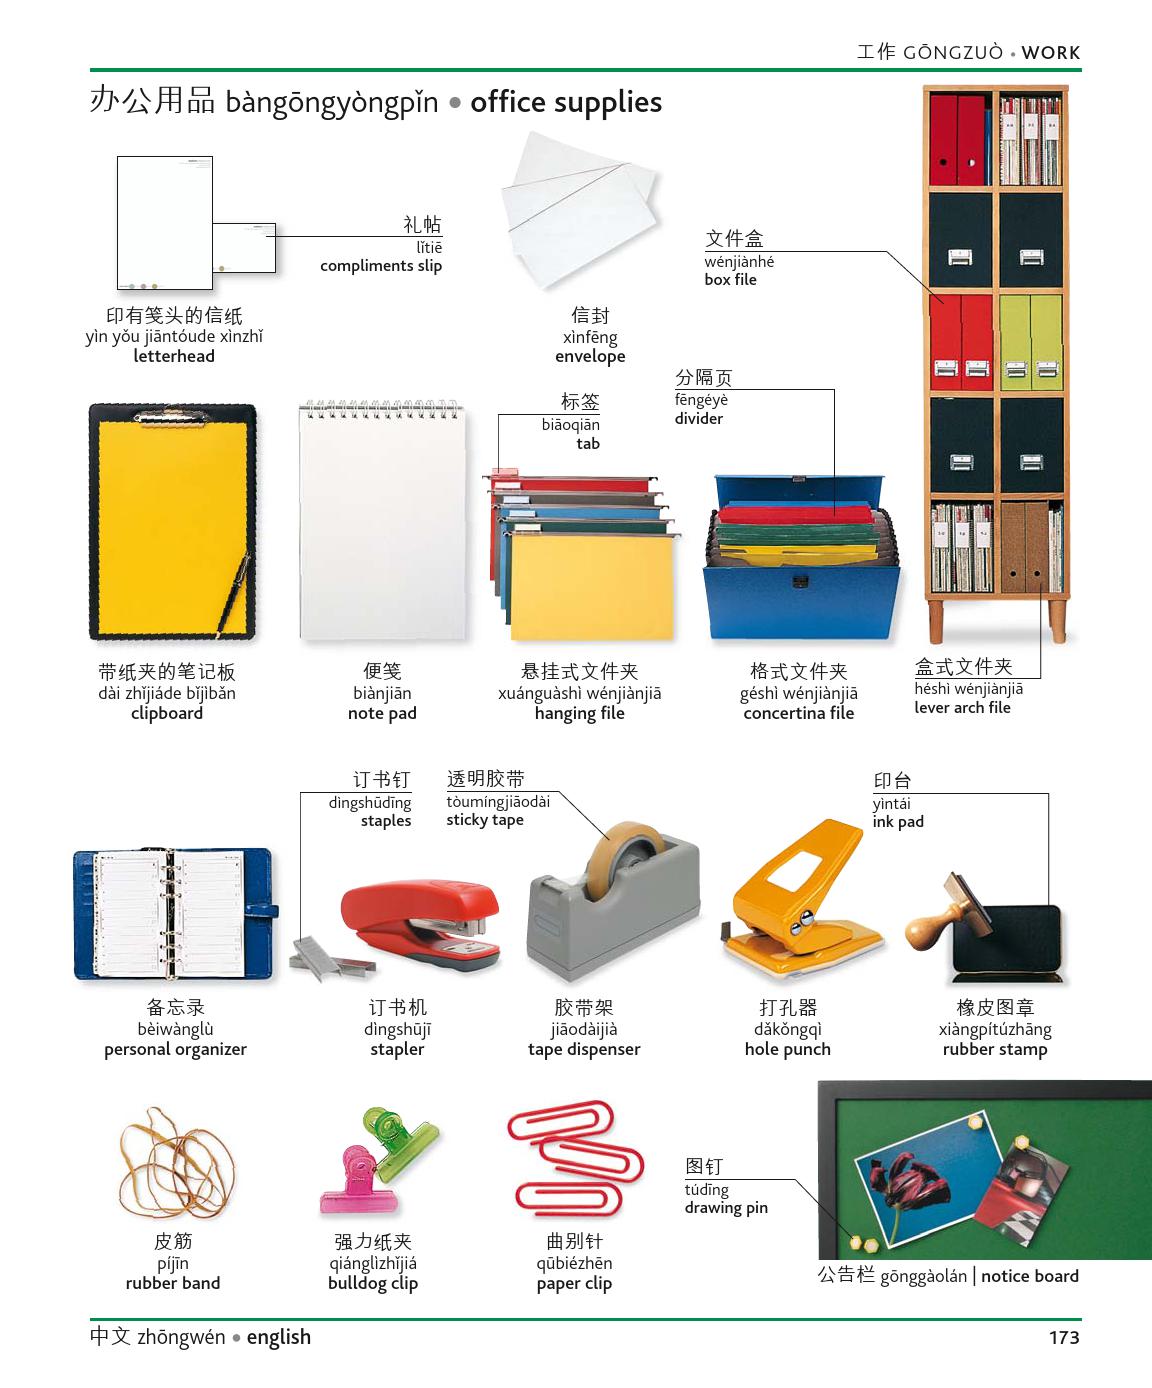 工作 GŌNGZUÒ • WORK
办公用品 bàngōngyòngpǐn • office supplies
礼帖
lǐtiē
compliments slip
印有笺头的信纸
yìn yǒu jiāntóude xìnzhǐ
letterhead
信封
xìnfēng
envelope
文件盒
wénjiànhé
box file
标签
biāoqiān
tab
分隔页
fēngéyè
divider
带纸夹的笔记板
dài zhǐjiáde bǐjìbǎn
clipboard
便笺
biànjiān
note pad
悬挂式文件夹
xuánguàshì wénjiànjiā
hanging file
格式文件夹
géshì wénjiànjiā
concertina file
盒式文件夹
héshì wénjiànjiā
lever arch file
订书钉
dìngshūdīng
staples
透明胶带
tòumíngjiāodài
sticky tape
印台
yìntái
ink pad
备忘录
bèiwànglù
personal organizer
订书机
dìngshūjī
stapler
胶带架
jiāodàijià
tape dispenser
打孔器
dǎkǒngqì
hole punch
橡皮图章
xiàngpítúzhāng
rubber stamp
皮筋
píjīn
rubber band
强力纸夹
qiánglìzhǐjiá
bulldog clip
曲别针
qūbiézhēn
paper clip
图钉
túdīng
drawing pin
公告栏 gōnggàolán | notice board
中文 zhōngwén • english
173